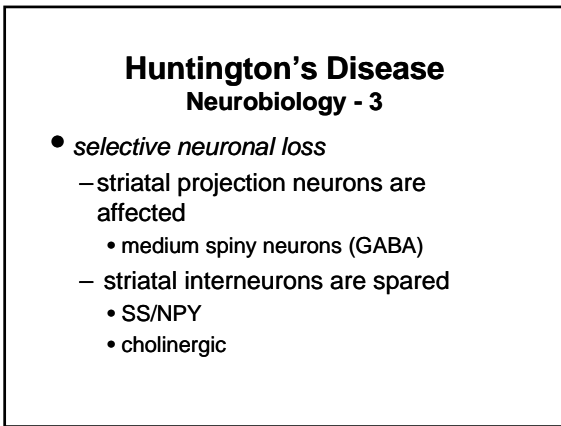 Huntington's Disease
Neurobiology - 3
• selective neuronal loss
–striatal projection neurons are
affected
• medium spiny neurons (GABA)
– striatal interneurons are spared
• SS/NPY
• cholinergic